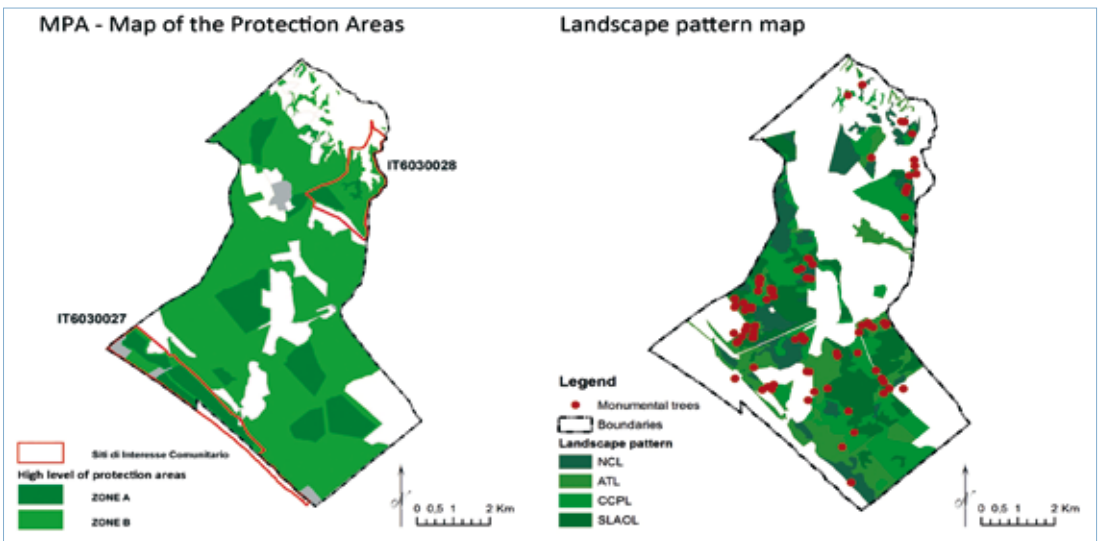 MPA - Map of the Protection Areas
IT6030028
IT6030027
Siti di Interesse Comunitario
High level of protection areas
ZONE A
ZONE B
0 0,5 1 2 Km
Landscape pattern map
Legend
Monumental trees
Boundaries
Landscape pattern
NCL
ATL
CCPL
SLAOL
0 0,5 1 2 Km